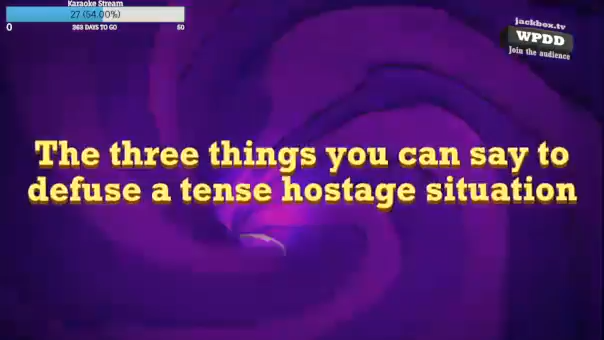 Karaoke Stream
27 (54.00%)
0
363 DAYS TO GO
50
jackbox.tv
WPDD
Join the audience
The three things you can say to
defuse a tense hostage situation